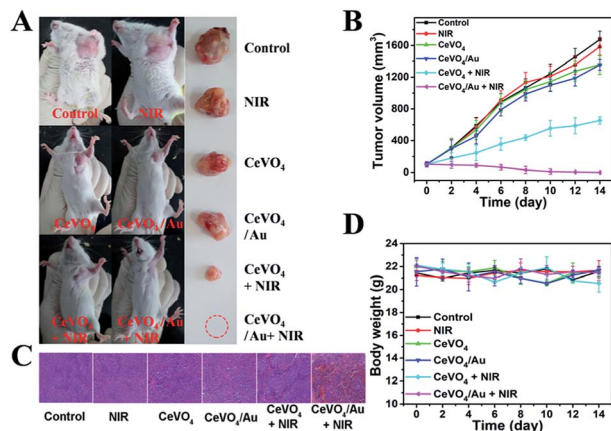 A
Control
NIR
CeVO₄
CeVO₄/Au
CeVO₄
+ NIR
CeVO₄/Au
+ NIR
Control
NIR
CeVO₄
CeVO₄
/Au
CeVO₄
+ NIR
CeVO₄
/Au+ NIR
B
Tumor volume (mm³)
1600
1200
800
400
0
Control
NIR
CeVO₄
CeVO₄/Au
CeVO₄ + NIR
CeVO₄/Au + NIR
0 2 4 6 8 10 12 14
Time (day)
C
Control
NIR
CeVO₄
CeVO₄/Au
CeVO₄
+ NIR
CeVO₄/Au
+ NIR
D
Body weight (g)
24
22
20
18
16
14
12
10
Control
NIR
CeVO₄
CeVO₄/Au
CeVO₄ + NIR
CeVO₄/Au + NIR
0 2 4 6 8 10 12 14
Time (day)